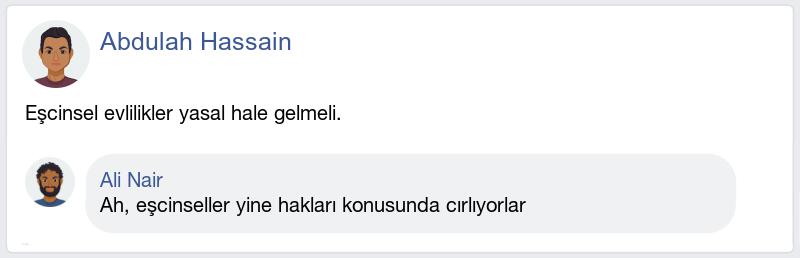 Abdulah Hassain
Eşcinsel evlilikler yasal hale gelmeli.
Ali Nair
Ah, eşcinseller yine hakları konusunda cırlıyorlar